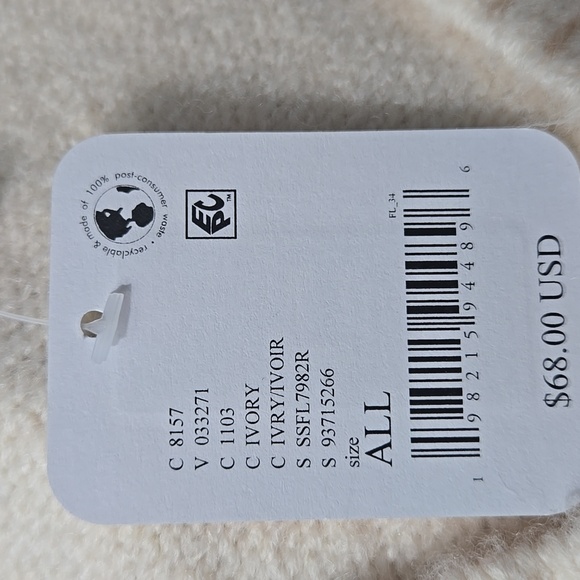 recyclable & made of 100% post-consumer waste •
EcP™
C 8157
V 033271
C 1103
C IVORY
C IVRY/IVOIR
S SSFL7982R
S 93715266
size
ALL
FL_34
1 98215 94489 6
$68.00 USD